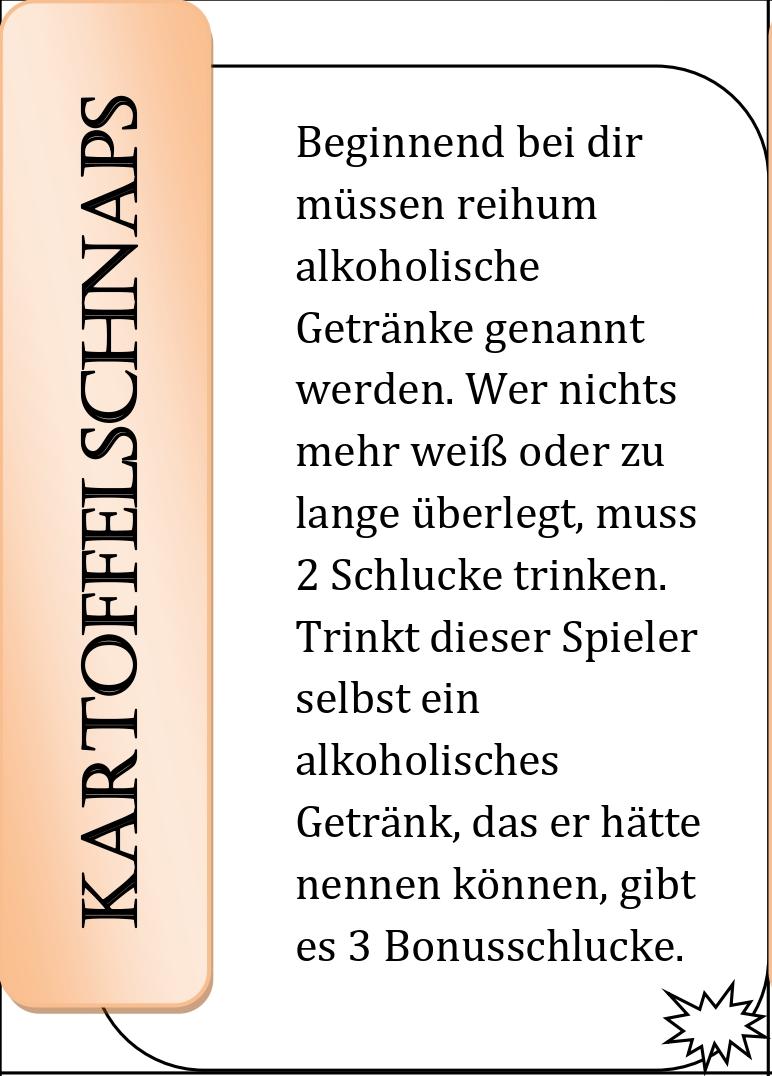 KARTOFFELSCHNAPS
Beginnend bei dir
müssen reihum
alkoholische
Getränke genannt
werden. Wer nichts
mehr weiß oder zu
lange überlegt, muss
2 Schlucke trinken.
Trinkt dieser Spieler
selbst ein
alkoholisches
Getränk, das er hätte
nennen können, gibt
es 3 Bonusschlucke.